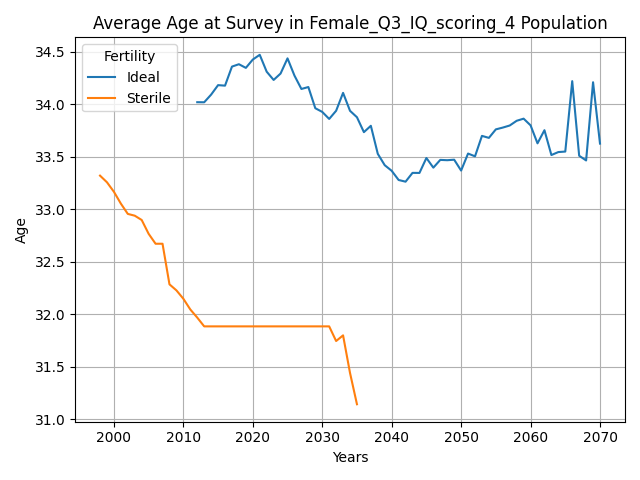 Average Age at Survey in Female_Q3_IQ_scoring_4 Population
Fertility
Ideal
Sterile
34.5
34.0
33.5
33.0
32.5
32.0
31.5
31.0
Age
2000 2010 2020 2030 2040 2050 2060 2070
Years